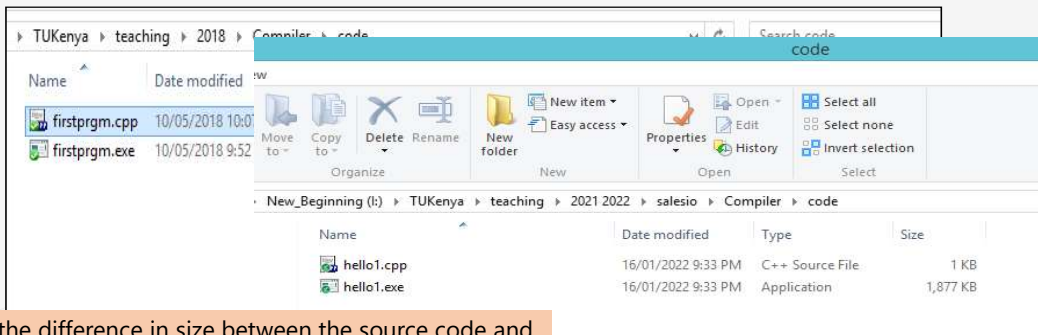 TUKenya ▸ teaching ▸ 2018 ▸ Compiler ▸ code
Search code
Name Date modified
firstprgm.cpp 10/05/2018 10:07
firstprgm.exe 10/05/2018 9:52
code
Move to
Copy to
Delete
Rename
New folder
New item
Easy access
Properties
Open
Edit
History
Select all
Select none
Invert selection
Organize New Open Select
New_Beginning (I:) ▸ TUKenya ▸ teaching ▸ 2021 2022 ▸ salesio ▸ Compiler ▸ code
Name Date modified Type Size
hello1.cpp 16/01/2022 9:33 PM C++ Source File 1 KB
hello1.exe 16/01/2022 9:33 PM Application 1,877 KB
the difference in size between the source code and